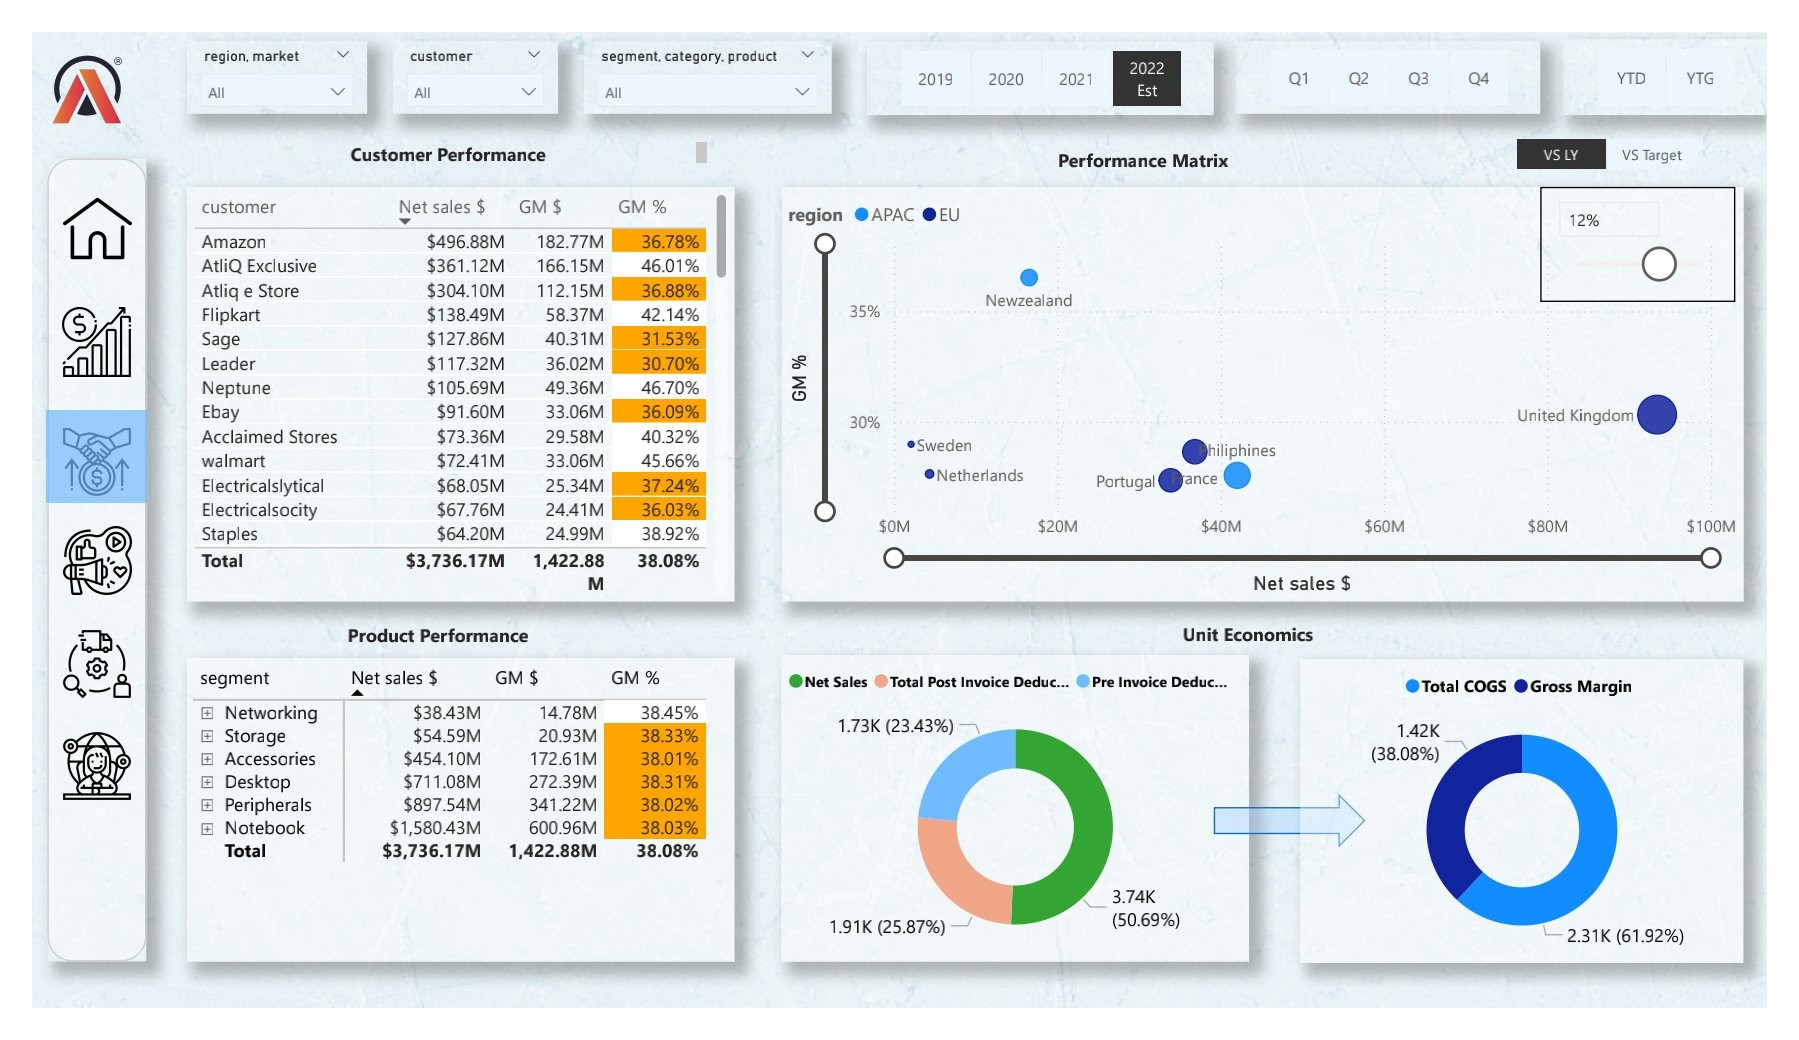 ®
region, market
All
customer
All
segment, category, product
All
2019 2020 2021 2022 Est
Q1 Q2 Q3 Q4
YTD YTG
Customer Performance
customer Net sales $ GM $ GM %
Amazon $496.88M 182.77M 36.78%
AtliQ Exclusive $361.12M 166.15M 46.01%
Atliq e Store $304.10M 112.15M 36.88%
Flipkart $138.49M 58.37M 42.14%
Sage $127.86M 40.31M 31.53%
Leader $117.32M 36.02M 30.70%
Neptune $105.69M 49.36M 46.70%
Ebay $91.60M 33.06M 36.09%
Acclaimed Stores $73.36M 29.58M 40.32%
walmart $72.41M 33.06M 45.66%
Electricalslytical $68.05M 25.34M 37.24%
Electricalsocity $67.76M 24.41M 36.03%
Staples $64.20M 24.99M 38.92%
Total $3,736.17M 1,422.88 38.08%
M
Performance Matrix
VS LY VS Target
region APAC EU
12%
GM %
35%
30%
Newzealand
United Kingdom
Sweden
Netherlands
Philiphines
Portugal
France
$0M $20M $40M $60M $80M $100M
Net sales $
Product Performance
segment Net sales $ GM $ GM %
Networking $38.43M 14.78M 38.45%
Storage $54.59M 20.93M 38.33%
Accessories $454.10M 172.61M 38.01%
Desktop $711.08M 272.39M 38.31%
Peripherals $897.54M 341.22M 38.02%
Notebook $1,580.43M 600.96M 38.03%
Total $3,736.17M 1,422.88M 38.08%
Unit Economics
Net Sales Total Post Invoice Deduc... Pre Invoice Deduc...
1.73K (23.43%)
1.91K (25.87%)
3.74K
(50.69%)
Total COGS Gross Margin
1.42K
(38.08%)
2.31K (61.92%)